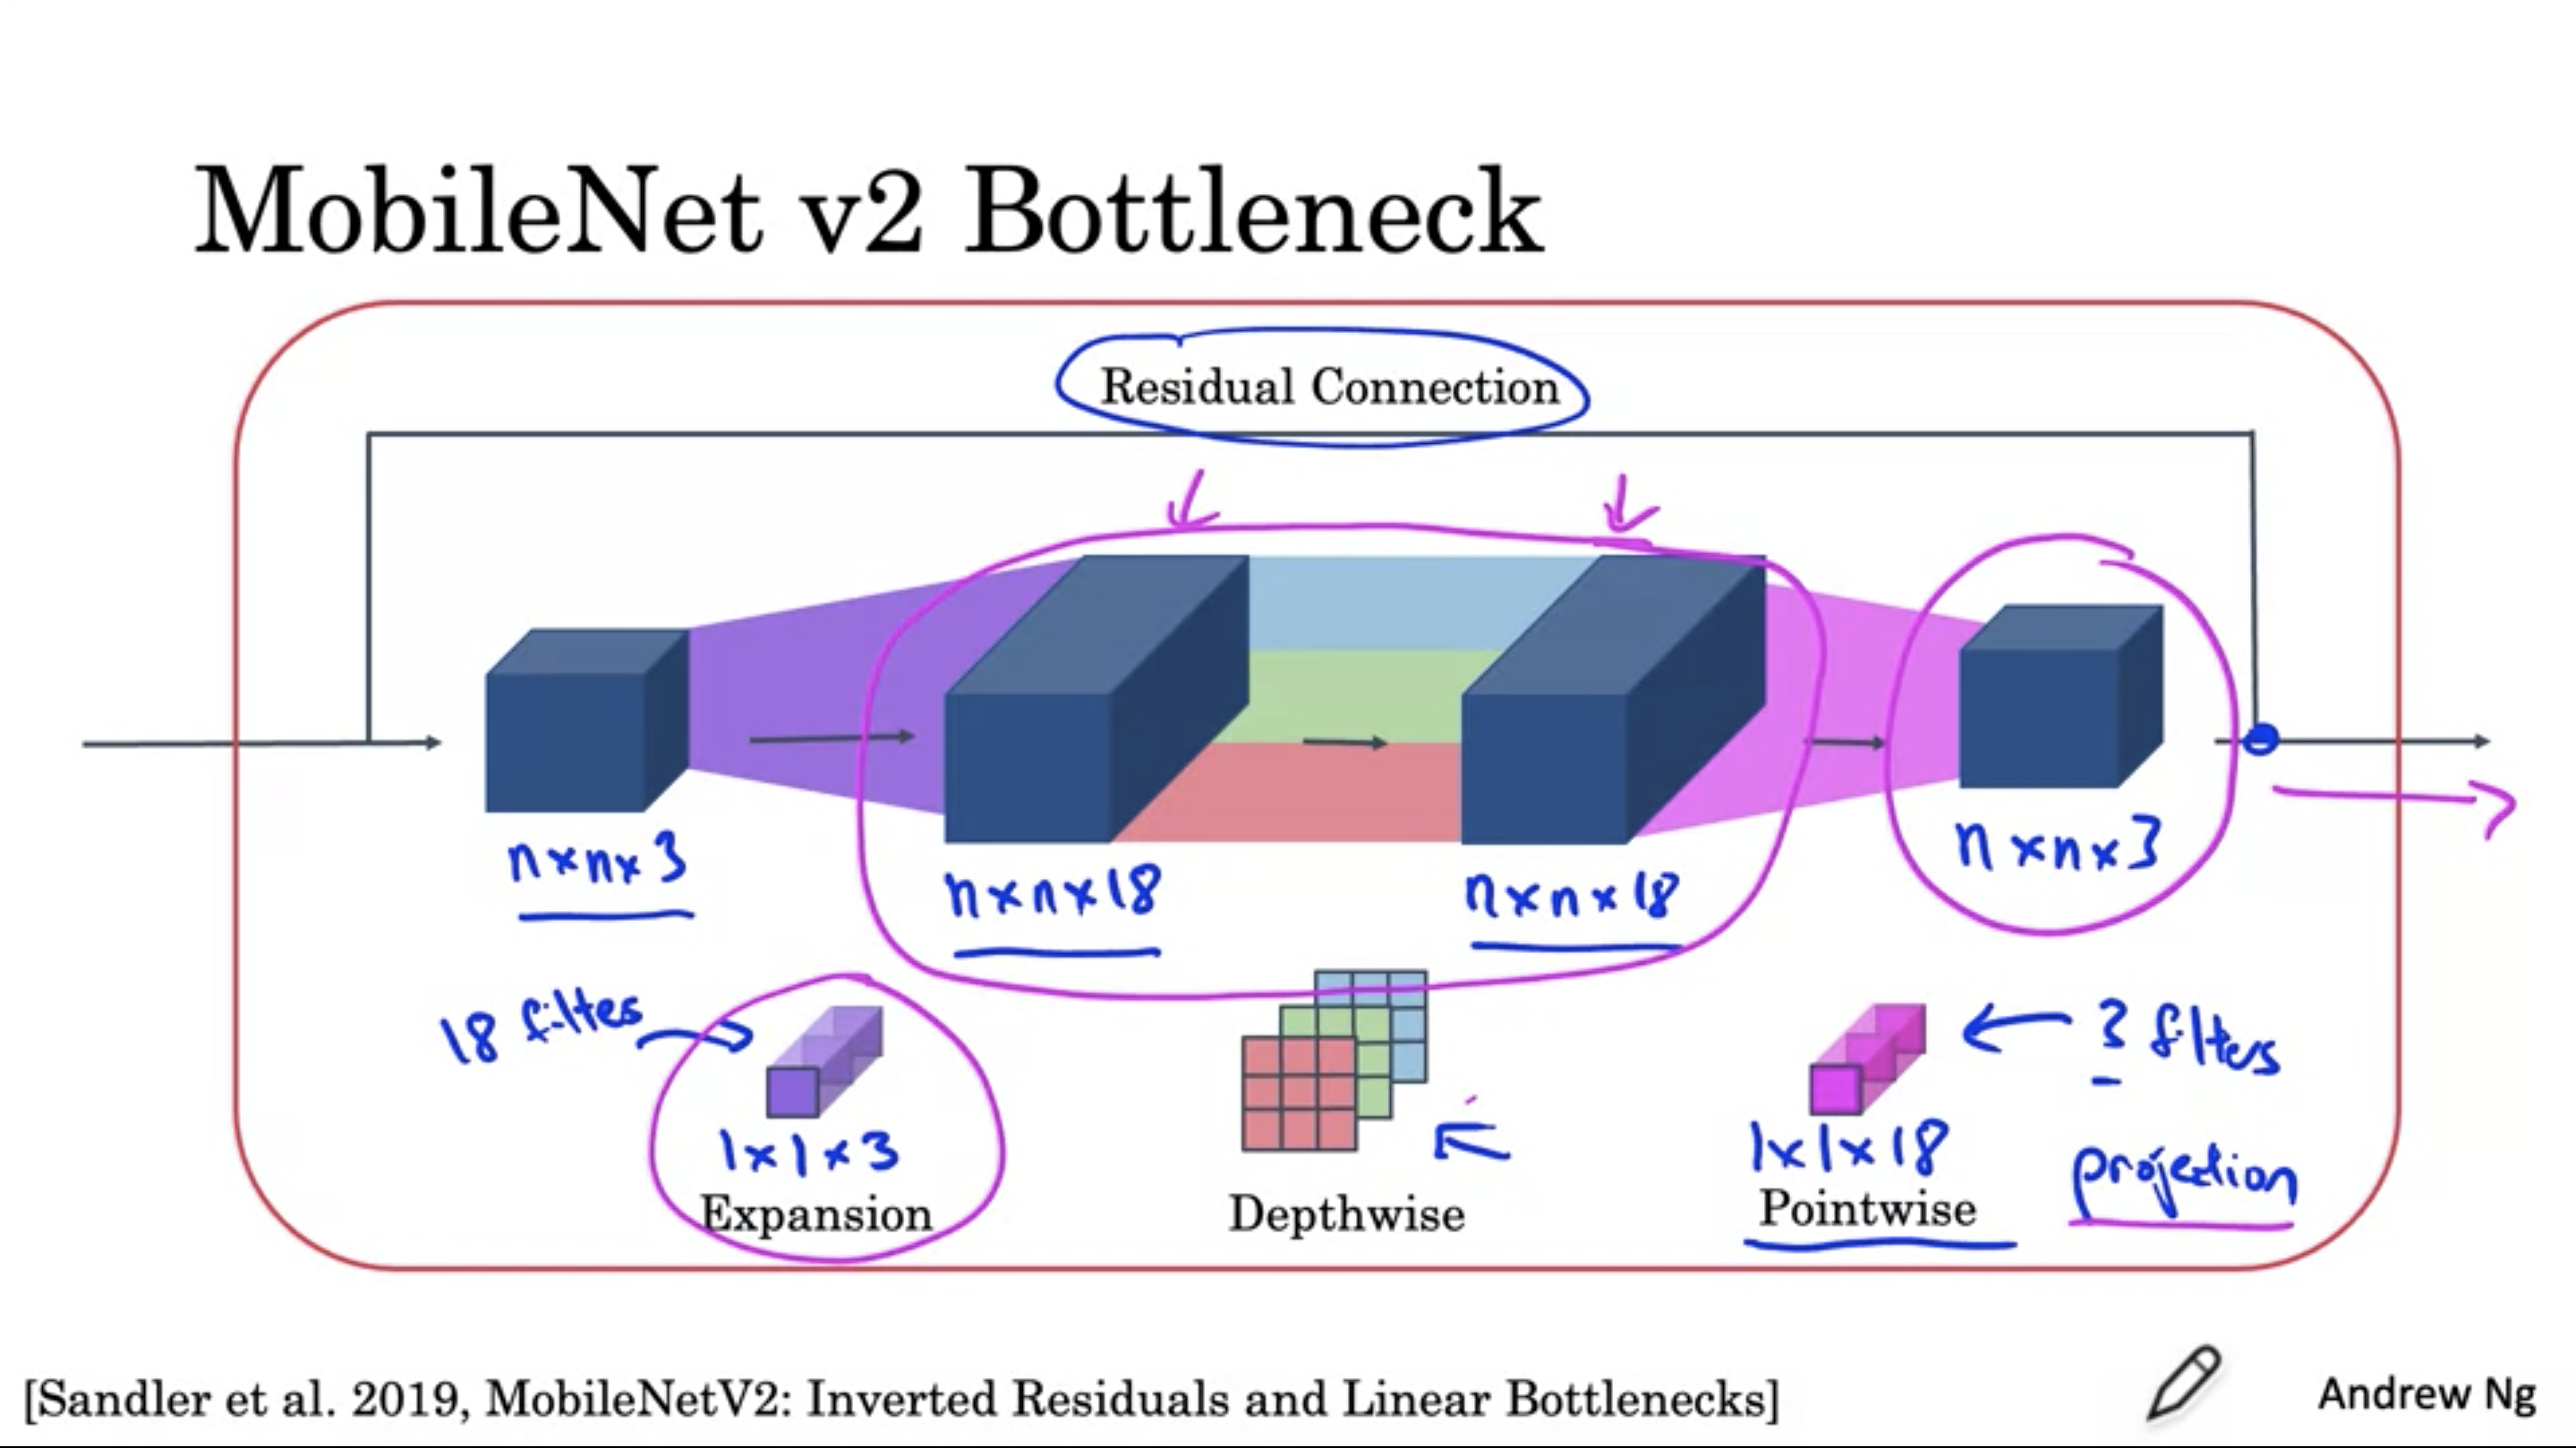 MobileNet v2 Bottleneck
Residual Connection
n×n×3
n×n×18
n×n×18
n×n×3
18 filtes
3 filters
1×1×3
1×1×18
projection
Expansion
Depthwise
Pointwise
[Sandler et al. 2019, MobileNetV2: Inverted Residuals and Linear Bottlenecks]
Andrew Ng